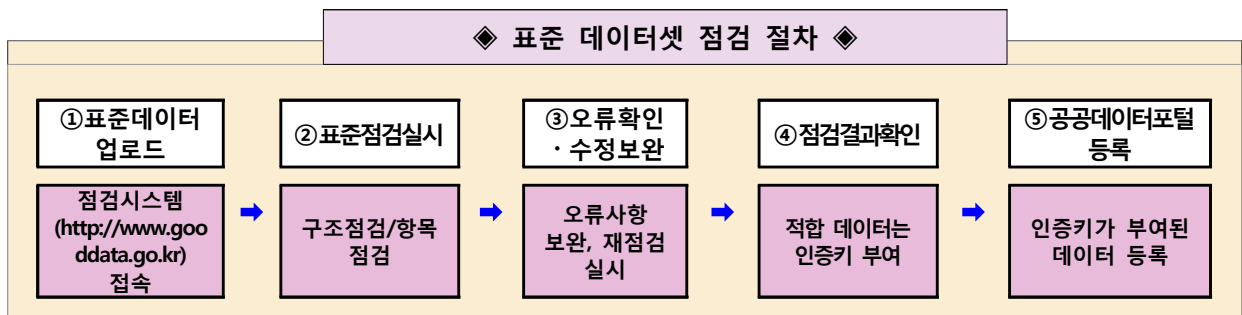 ◈ 표준 데이터셋 점검 절차 ◈
①표준데이터
업로드
②표준점검실시
③오류확인
·수정보완
④점검결과확인
⑤공공데이터포털
등록
점검시스템
(http://www.goo
ddata.go.kr)
접속
구조점검/항목
점검
오류사항
보완, 재점검
실시
적합 데이터는
인증키 부여
인증키가 부여된
데이터 등록